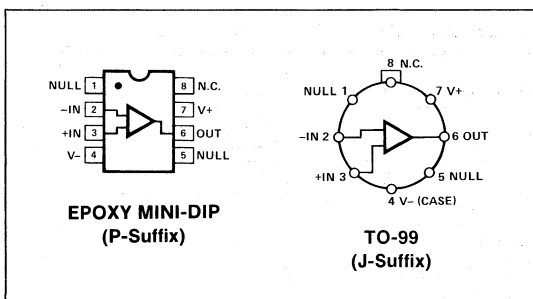 NULL 1 8 N.C.
-IN 2 7 V+
+IN 3 6 OUT
V- 4 5 NULL
EPOXY MINI-DIP
(P-Suffix)
8 N.C.
NULL 1 7 V+
-IN 2 6 OUT
+IN 3 5 NULL
4 V- (CASE)
TO-99
(J-Suffix)